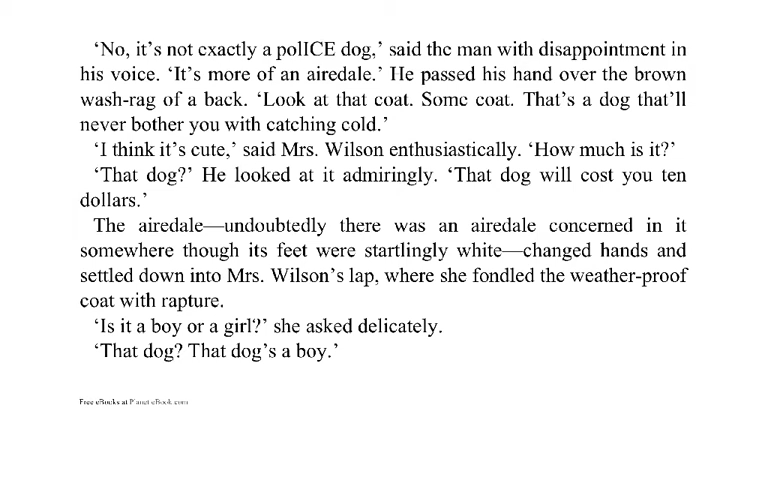 ‘No, it’s not exactly a polICE dog,’ said the man with disappointment in
his voice. ‘It’s more of an airedale.’ He passed his hand over the brown
wash-rag of a back. ‘Look at that coat. Some coat. That’s a dog that’ll
never bother you with catching cold.’
‘I think it’s cute,’ said Mrs. Wilson enthusiastically. ‘How much is it?’
‘That dog?’ He looked at it admiringly. ‘That dog will cost you ten
dollars.’
The airedale—undoubtedly there was an airedale concerned in it
somewhere though its feet were startlingly white—changed hands and
settled down into Mrs. Wilson’s lap, where she fondled the weather-proof
coat with rapture.
‘Is it a boy or a girl?’ she asked delicately.
‘That dog? That dog’s a boy.’
Free eBooks at Planet eBook.com